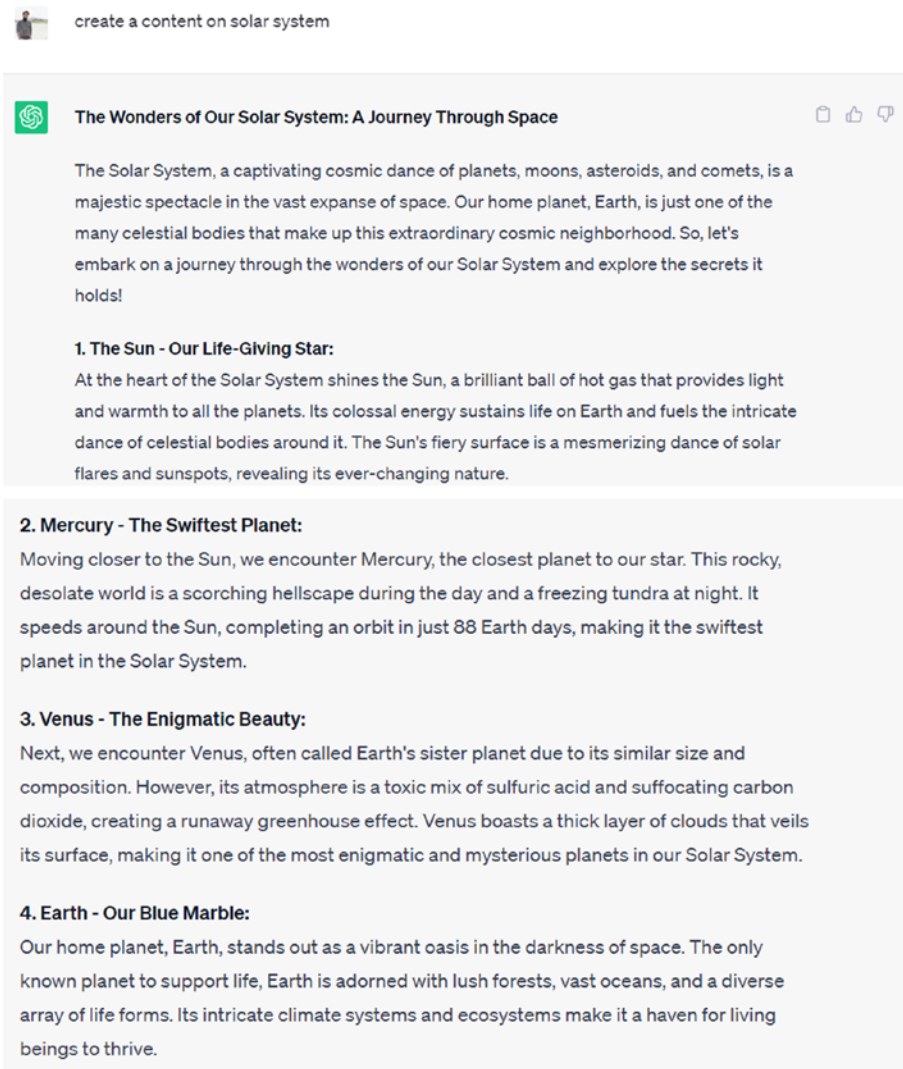 create a content on solar system
The Wonders of Our Solar System: A Journey Through Space
The Solar System, a captivating cosmic dance of planets, moons, asteroids, and comets, is a
majestic spectacle in the vast expanse of space. Our home planet, Earth, is just one of the
many celestial bodies that make up this extraordinary cosmic neighborhood. So, let's
embark on a journey through the wonders of our Solar System and explore the secrets it
holds!
1. The Sun - Our Life-Giving Star:
At the heart of the Solar System shines the Sun, a brilliant ball of hot gas that provides light
and warmth to all the planets. Its colossal energy sustains life on Earth and fuels the intricate
dance of celestial bodies around it. The Sun's fiery surface is a mesmerizing dance of solar
flares and sunspots, revealing its ever-changing nature.
2. Mercury - The Swiftest Planet:
Moving closer to the Sun, we encounter Mercury, the closest planet to our star. This rocky,
desolate world is a scorching hellscape during the day and a freezing tundra at night. It
speeds around the Sun, completing an orbit in just 88 Earth days, making it the swiftest
planet in the Solar System.
3. Venus - The Enigmatic Beauty:
Next, we encounter Venus, often called Earth's sister planet due to its similar size and
composition. However, its atmosphere is a toxic mix of sulfuric acid and suffocating carbon
dioxide, creating a runaway greenhouse effect. Venus boasts a thick layer of clouds that veils
its surface, making it one of the most enigmatic and mysterious planets in our Solar System.
4. Earth - Our Blue Marble:
Our home planet, Earth, stands out as a vibrant oasis in the darkness of space. The only
known planet to support life, Earth is adorned with lush forests, vast oceans, and a diverse
array of life forms. Its intricate climate systems and ecosystems make it a haven for living
beings to thrive.